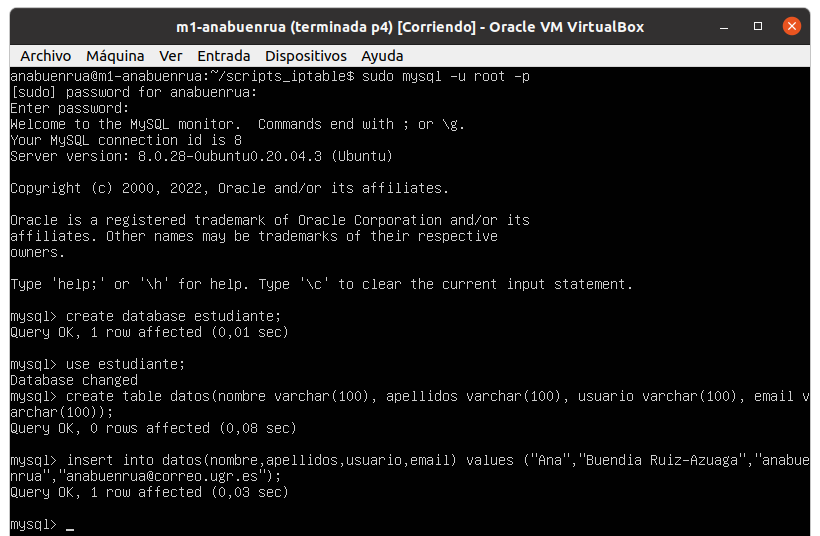 m1-anabuenrua (terminada p4) [Corriendo] - Oracle VM VirtualBox
Archivo Máquina Ver Entrada Dispositivos Ayuda
anabuenrua@m1-anabuenrua:~/scripts_iptable$ sudo mysql -u root -p
[sudo] password for anabuenrua:
Enter password:
Welcome to the MySQL monitor.  Commands end with ; or \g.
Your MySQL connection id is 8
Server version: 8.0.28-0ubuntu0.20.04.3 (Ubuntu)
Copyright (c) 2000, 2022, Oracle and/or its affiliates.
Oracle is a registered trademark of Oracle Corporation and/or its
affiliates. Other names may be trademarks of their respective
owners.
Type 'help;' or '\h' for help. Type '\c' to clear the current input statement.
mysql> create database estudiante;
Query OK, 1 row affected (0,01 sec)
mysql> use estudiante;
Database changed
mysql> create table datos(nombre varchar(100), apellidos varchar(100), usuario varchar(100), email v
archar(100));
Query OK, 0 rows affected (0,08 sec)
mysql> insert into datos(nombre,apellidos,usuario,email) values ("Ana","Buendia Ruiz-Azuaga","anabue
nrua","anabuenrua@correo.ugr.es");
Query OK, 1 row affected (0,03 sec)
mysql> _